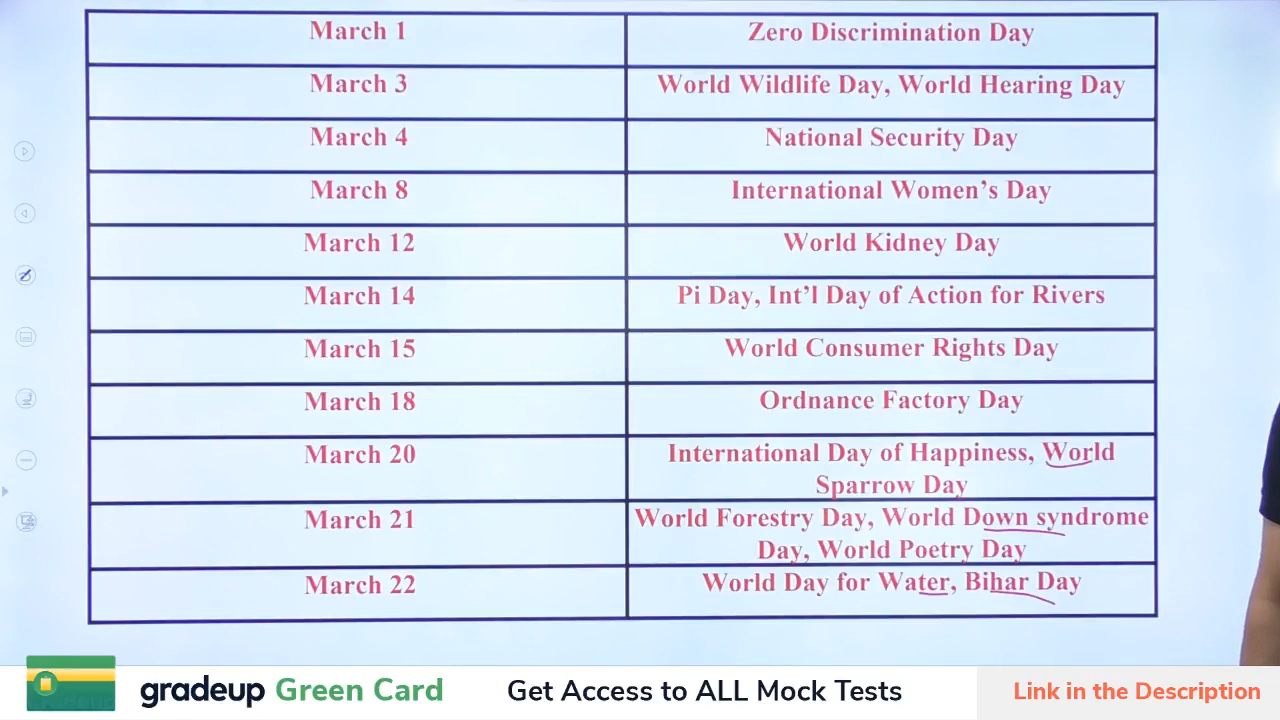 March 1 Zero Discrimination Day
March 3 World Wildlife Day, World Hearing Day
March 4 National Security Day
March 8 International Women’s Day
March 12 World Kidney Day
March 14 Pi Day, Int’l Day of Action for Rivers
March 15 World Consumer Rights Day
March 18 Ordnance Factory Day
March 20 International Day of Happiness, World
Sparrow Day
March 21 World Forestry Day, World Down syndrome
Day, World Poetry Day
March 22 World Day for Water, Bihar Day
gradeup Green Card Get Access to ALL Mock Tests Link in the Description